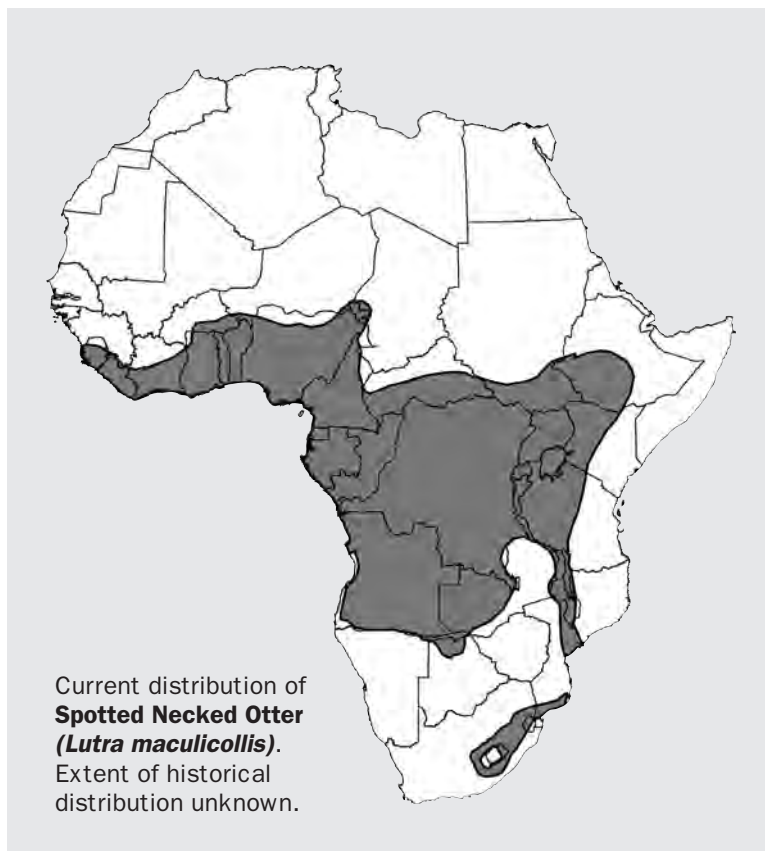 Current distribution of
Spotted Necked Otter
(Lutra maculicollis).
Extent of historical
distribution unknown.